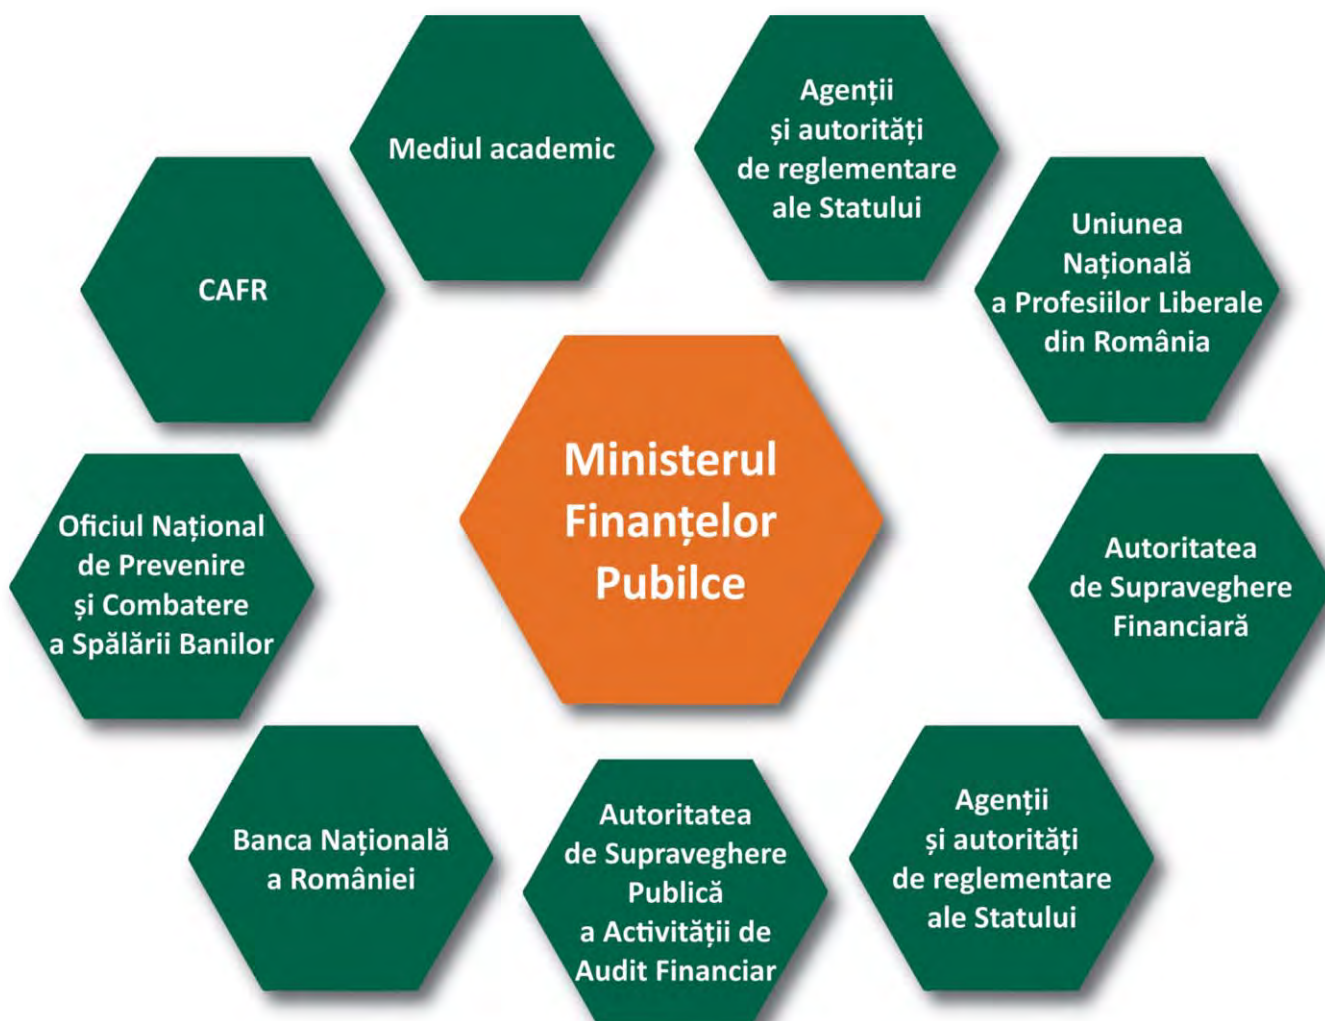 Mediul academic
Agenții
și autorități
de reglementare
ale Statului
CAFR
Uniunea
Națională
a Profesiilor Liberale
din România
Ministerul
Finanțelor
Pubilce
Oficiul Național
de Prevenire
și Combatere
a Spălării Banilor
Autoritatea
de Supraveghere
Financiară
Banca Națională
a României
Autoritatea
de Supraveghere
Publică
a Activității de
Audit Financiar
Agenții
și autorități
de reglementare
ale Statului